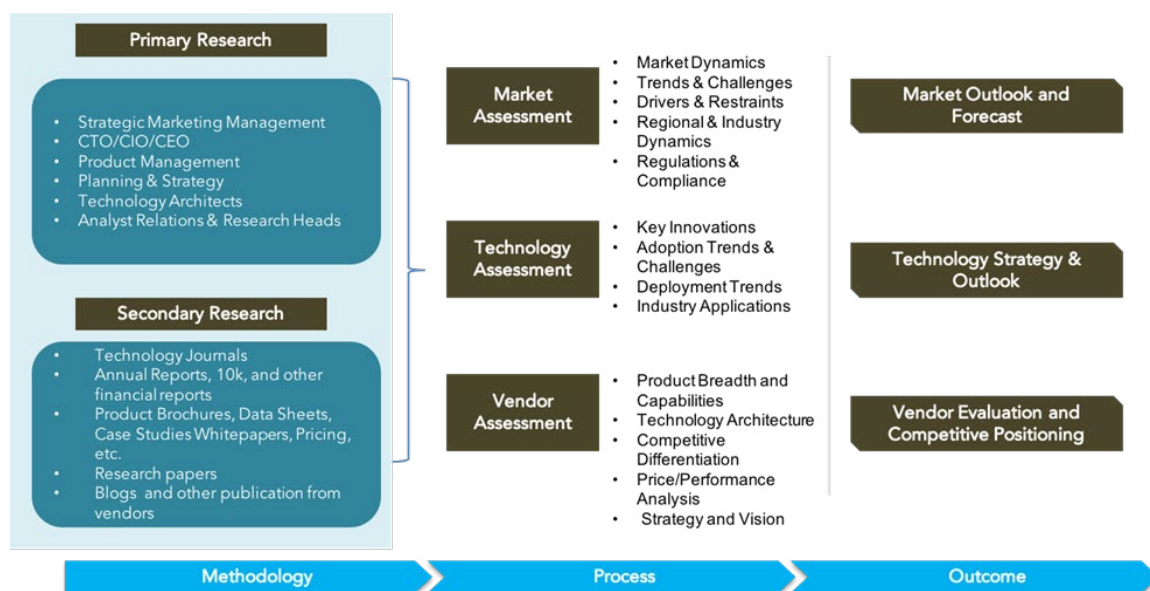 Primary Research
• Strategic Marketing Management
• CTO/CIO/CEO
• Product Management
• Planning & Strategy
• Technology Architects
• Analyst Relations & Research Heads
Secondary Research
• Technology Journals
• Annual Reports, 10k, and other
financial reports
• Product Brochures, Data Sheets,
Case Studies Whitepapers, Pricing,
etc.
• Research papers
• Blogs and other publication from
vendors
Market
Assessment
• Market Dynamics
• Trends & Challenges
• Drivers & Restraints
• Regional & Industry
Dynamics
• Regulations &
Compliance
Market Outlook and
Forecast
Technology
Assessment
• Key Innovations
• Adoption Trends &
Challenges
• Deployment Trends
• Industry Applications
Technology Strategy &
Outlook
Vendor
Assessment
• Product Breadth and
Capabilities
• Technology Architecture
• Competitive
Differentiation
• Price/Performance
Analysis
• Strategy and Vision
Vendor Evaluation and
Competitive Positioning
Methodology
Process
Outcome